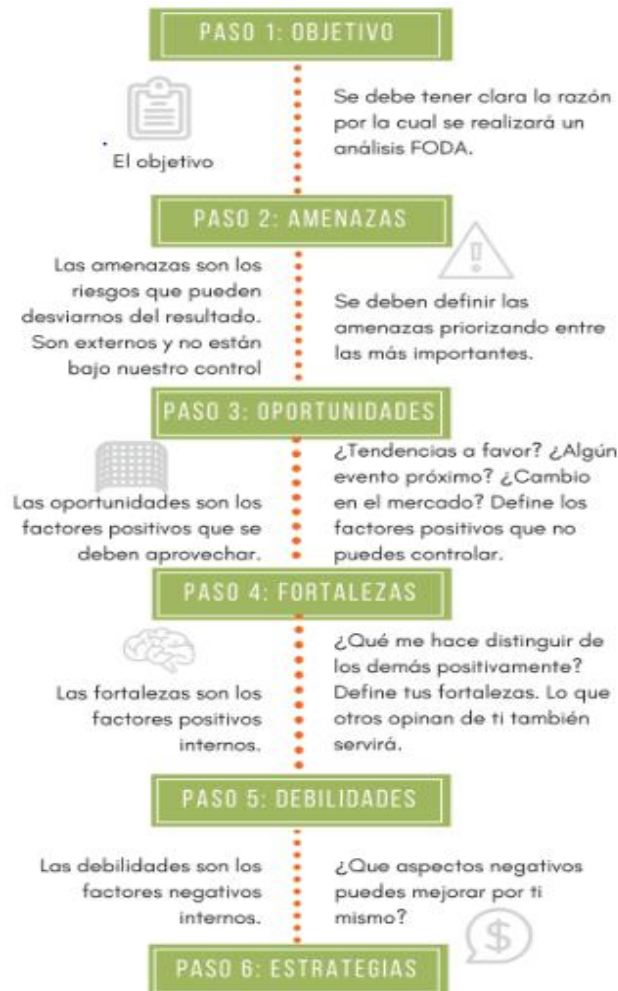 PASO 1: OBJETIVO
El objetivo
Se debe tener clara la razón
por la cual se realizará un
análisis FODA.
PASO 2: AMENAZAS
Las amenazas son los
riesgos que pueden
desviarnos del resultado.
Son externos y no están
bajo nuestro control
Se deben definir las
amenazas priorizando entre
las más importantes.
PASO 3: OPORTUNIDADES
Las oportunidades son los
factores positivos que se
deben aprovechar.
¿Tendencias a favor? ¿Algún
evento próximo? ¿Cambio
en el mercado? Define los
factores positivos que no
puedes controlar.
PASO 4: FORTALEZAS
Las fortalezas son los
factores positivos
internos.
¿Qué me hace distinguir de
los demás positivamente?
Define tus fortalezas. Lo que
otros opinan de ti también
servirá.
PASO 5: DEBILIDADES
Las debilidades son los
factores negativos
internos.
¿Que aspectos negativos
puedes mejorar por ti
mismo?
$
PASO 6: ESTRATEGIAS